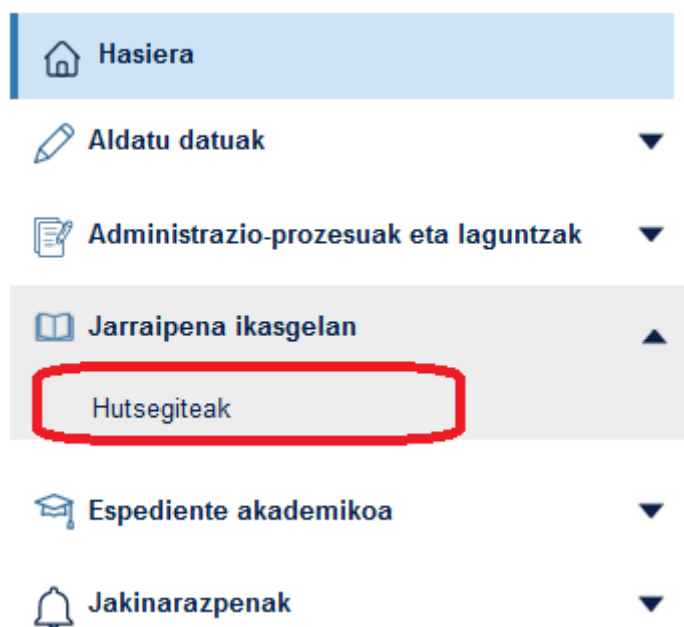 Hasiera
Aldatu datuak
Administrazio-prozesuak eta laguntzak
Jarraipena ikasgelan
Hutsegiteak
Espediente akademikoa
Jakinarazpenak